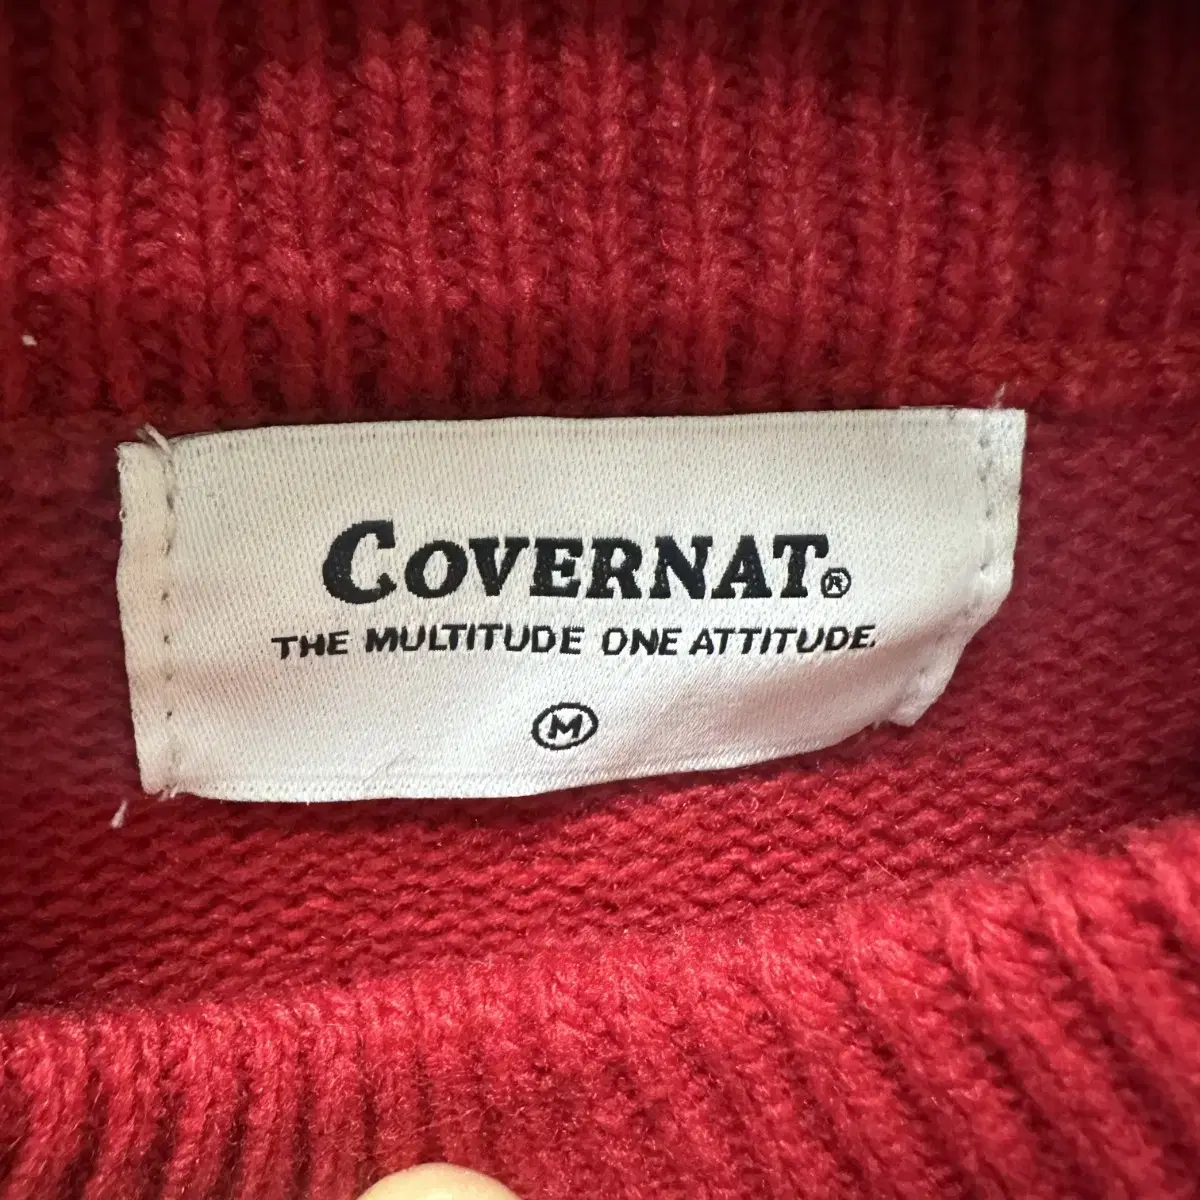 COVERNAT®
THE MULTITUDE ONE ATTITUDE.
M